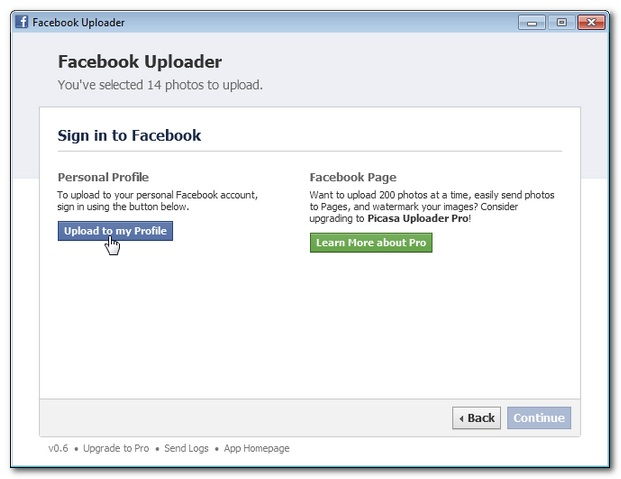 Facebook Uploader
Facebook Uploader
You've selected 14 photos to upload.
Sign in to Facebook
Personal Profile
To upload to your personal Facebook account,
sign in using the button below.
Upload to my Profile
Facebook Page
Want to upload 200 photos at a time, easily send photos
to Pages, and watermark your images? Consider
upgrading to Picasa Uploader Pro!
Learn More about Pro
Back
Continue
v0.6 • Upgrade to Pro • Send Logs • App Homepage